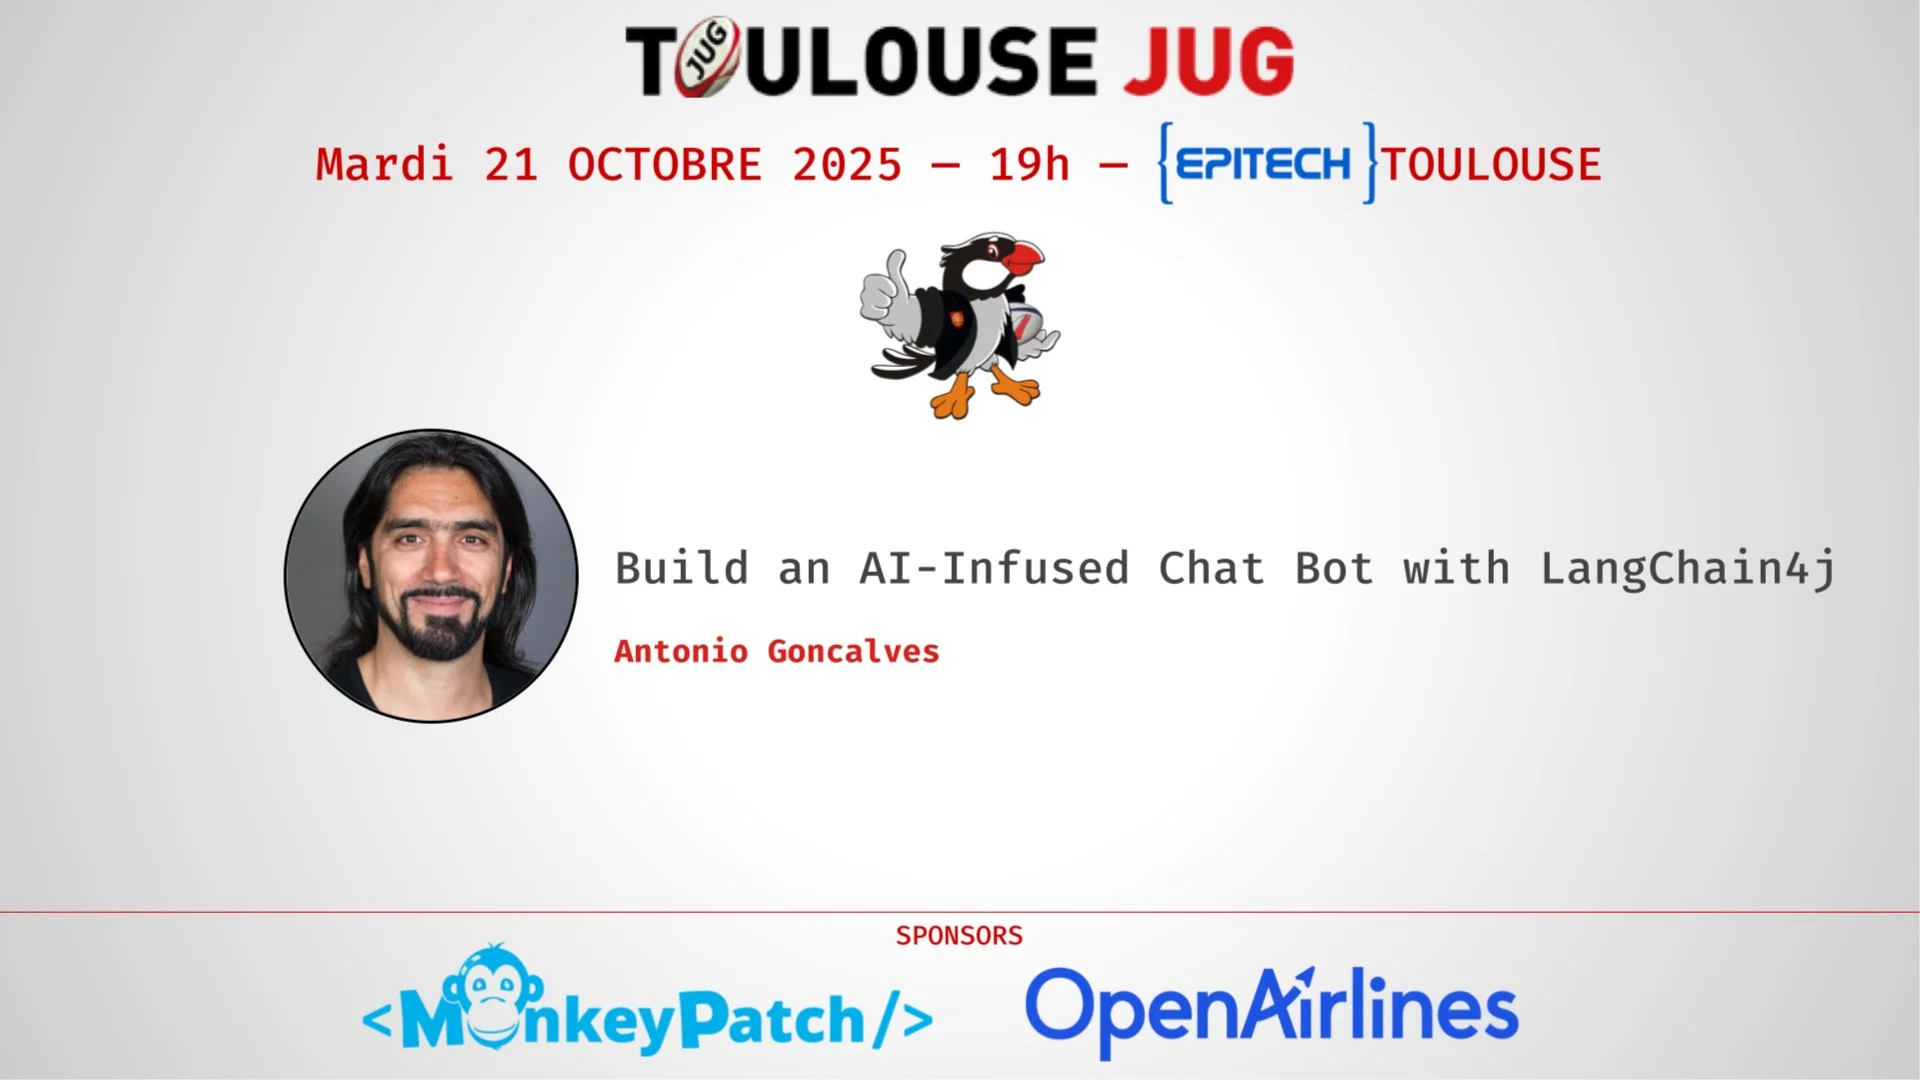 TOULOUSE JUG
JUG
Mardi 21 OCTOBRE 2025 – 19h – {EPITECH}TOULOUSE
Build an AI-Infused Chat Bot with LangChain4j
Antonio Goncalves
SPONSORS
<MonkeyPatch/>
OpenAirlines